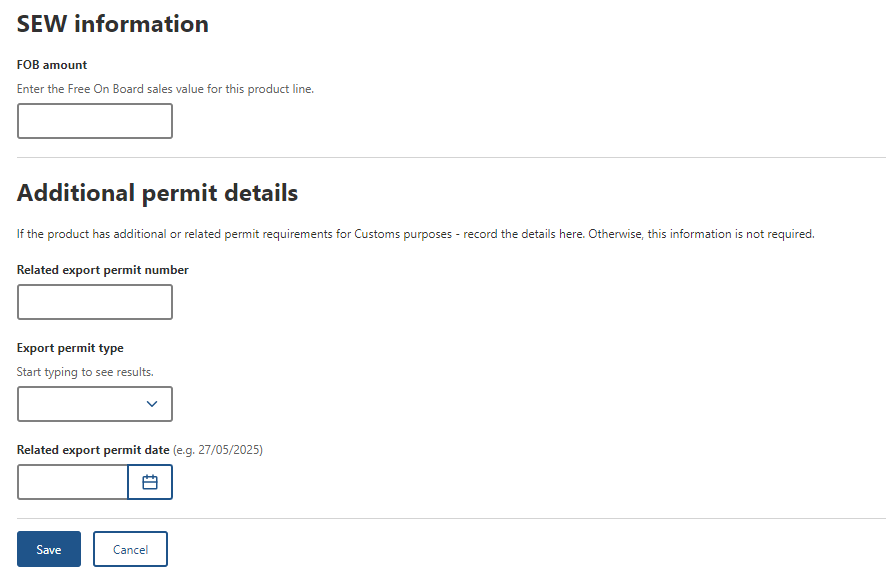 SEW information
FOB amount
Enter the Free On Board sales value for this product line.
Additional permit details
If the product has additional or related permit requirements for Customs purposes - record the details here. Otherwise, this information is not required.
Related export permit number
Export permit type
Start typing to see results.
Related export permit date (e.g. 27/05/2025)
Save Cancel